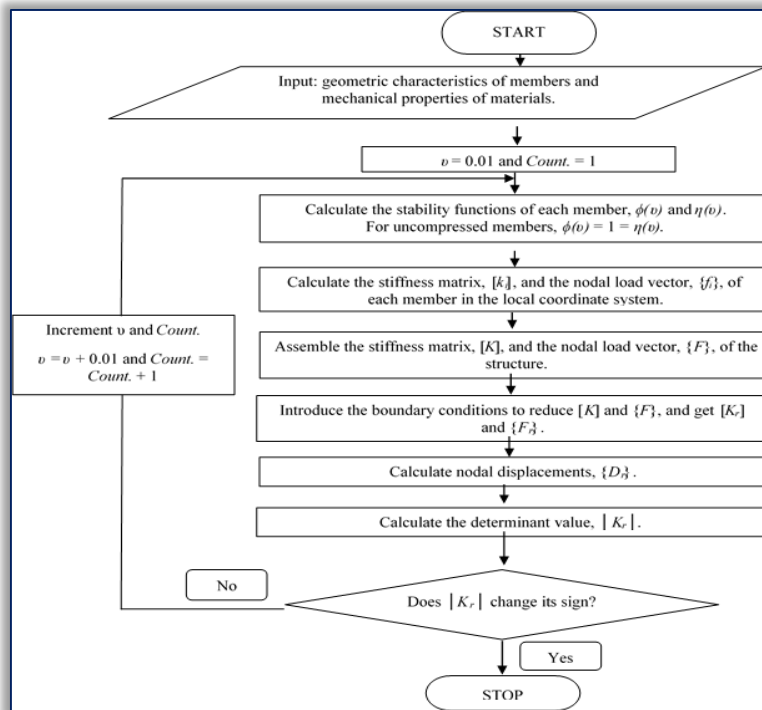 START
Input: geometric characteristics of members and
mechanical properties of materials.
υ = 0.01 and Count. = 1
Calculate the stability functions of each member, ϕ(υ) and η(υ).
For uncompressed members, ϕ(υ) = 1 = η(υ).
Calculate the stiffness matrix, [kᵢ], and the nodal load vector, {fᵢ}, of
each member in the local coordinate system.
Increment υ and Count.
υ = υ + 0.01 and Count. =
Count. + 1
Assemble the stiffness matrix, [K], and the nodal load vector, {F}, of the
structure.
Introduce the boundary conditions to reduce [K] and {F}, and get [Kᵣ]
and {Fᵣ}.
Calculate nodal displacements, {Dᵣ}.
Calculate the determinant value, |Kᵣ|.
No
Does |Kᵣ| change its sign?
Yes
STOP